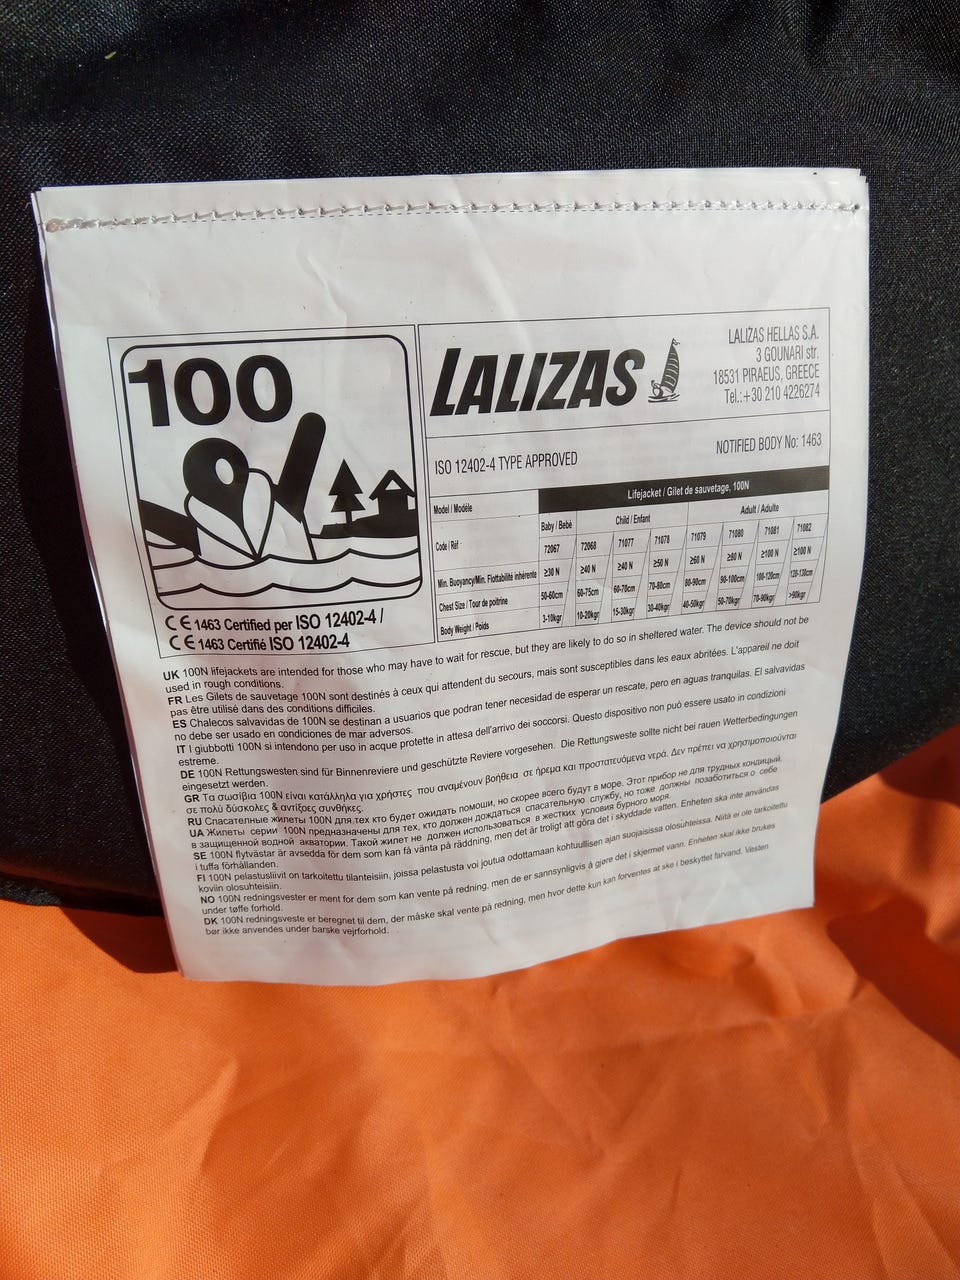 100
LALIZAS
LALIZAS HELLAS S.A.
3 GOUNARI str.
18531 PIRAEUS, GREECE
Tel.:+30 210 4226274
ISO 12402-4 TYPE APPROVED
NOTIFIED BODY No: 1463
Model / Modéle
Lifejacket / Gilet de sauvetage, 100N
Baby / Bébé Child / Enfant Adult / Adulte
Code / Réf 72067 72068 71077 71078 71079 71080 71081 71082
Min. Buoyancy/Min. Flottabilité inhérente ≥30 N ≥40 N ≥40 N ≥50 N ≥60 N ≥80 N ≥100 N ≥100 N
Chest Size / Tour de poitrine 50-60cm 60-75cm 60-70cm 70-80cm 80-90cm 90-100cm 100-120cm 120-130cm
Body Weight / Poids 3-10kgr 10-20kgr 15-30kgr 30-40kgr 40-50kgr 50-70kgr 70-90kgr >90kgr
CE 1463 Certified per ISO 12402-4 /
CE 1463 Certifié ISO 12402-4
UK 100N lifejackets are intended for those who may have to wait for rescue, but they are likely to do so in sheltered water. The device should not be
used in rough conditions.
FR Les Gilets de sauvetage 100N sont destinés à ceux qui attendent du secours, mais sont susceptibles dans les eaux abritées. L'appareil ne doit
pas être utilisé dans des conditions difficiles.
ES Chalecos salvavidas de 100N se destinan a usuarios que podran tener necesidad de esperar un rescate, pero en aguas tranquilas. El salvavidas
no debe ser usado en condiciones de mar adversos.
IT I giubbotti 100N si intendono per uso in acque protette in attesa dell'arrivo dei soccorsi. Questo dispositivo non può essere usato in condizioni
estreme.
DE 100N Rettungswesten sind für Binnenreviere und geschützte Reviere vorgesehen. Die Rettungsweste sollte nicht bei rauen Wetterbedingungen
eingesetzt werden.
GR Τα σωσίβια 100N είναι κατάλληλα για χρήστες που αναμένουν βοήθεια σε ήρεμα και προστατευόμενα νερά. Δεν πρέπει να χρησιμοποιούνται
σε πολύ δύσκολες & αντίξοες συνθήκες.
RU Спасательные жилеты 100N для тех кто будет ожидать помощи, но скорее всего будут в море. Этот прибор не для трудных кондиций.
UA Жилеты серии 100N предназначены для тех, кто должен дождаться спасательную службу, но тоже должны позаботиться о себе
в защищенной водной акватории. Такой жилет не должен использоваться в жестких условия бурного моря.
SE 100N flytvästar är avsedda för dem som kan få vänta på räddning, men det är troligt att göra det i skyddade vatten. Enheten ska inte användas
i tuffa förhållanden.
FI 100N pelastusliivit on tarkoitettu tilanteisiin, joissa pelastusta voi joutua odottamaan kohtuullisen ajan suojaisissa olosuhteissa. Niitä ei ole tarkoitettu
koviin olosuhteisiin.
NO 100N redningsvester er ment for dem som kan vente på redning, men de er sannsynligvis å gjøre det i skjermet vann. Enheten skal ikke brukes
under tøffe forhold.
DK 100N redningsveste er beregnet til dem, der måske skal vente på redning, men hvor dette kun kan forventes at ske i beskyttet farvand. Vesten
bør ikke anvendes under barske vejrforhold.